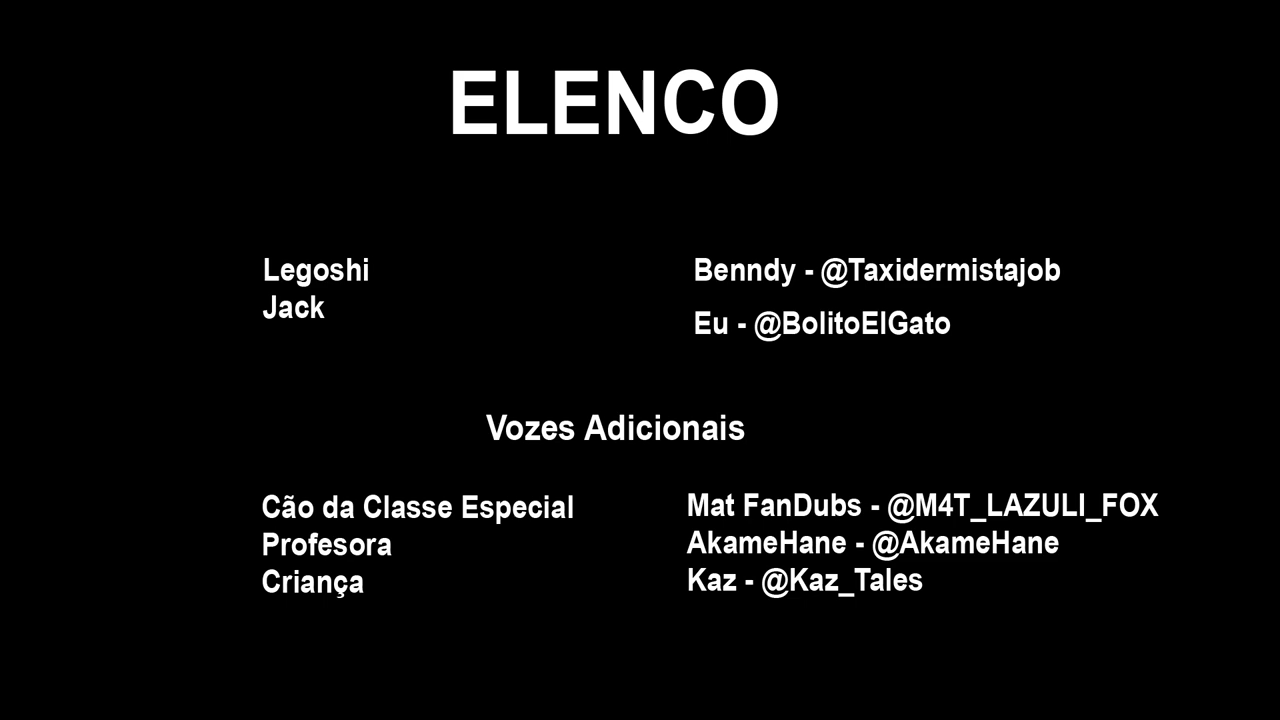 ELENCO
Legoshi Benndy - @Taxidermistajob
Jack Eu - @BolitoElGato
Vozes Adicionais
Cão da Classe Especial Mat FanDubs - @M4T_LAZULI_FOX
Profesora AkameHane - @AkameHane
Criança Kaz - @Kaz_Tales